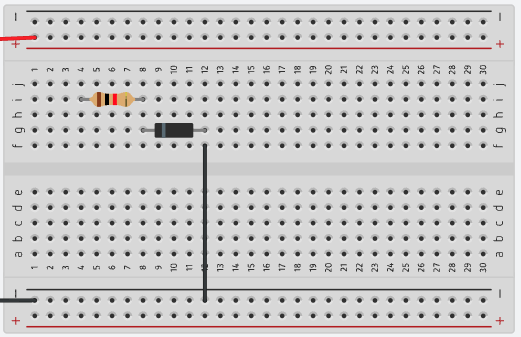 − −
+ +
1 2 3 4 5 6 7 8 9 10 11 12 13 14 15 16 17 18 19 20 21 22 23 24 25 26 27 28 29 30
j j
i i
h h
g g
f f
e e
d d
c c
b b
a a
1 2 3 4 5 6 7 8 9 10 11 12 13 14 15 16 17 18 19 20 21 22 23 24 25 26 27 28 29 30
− −
+ +